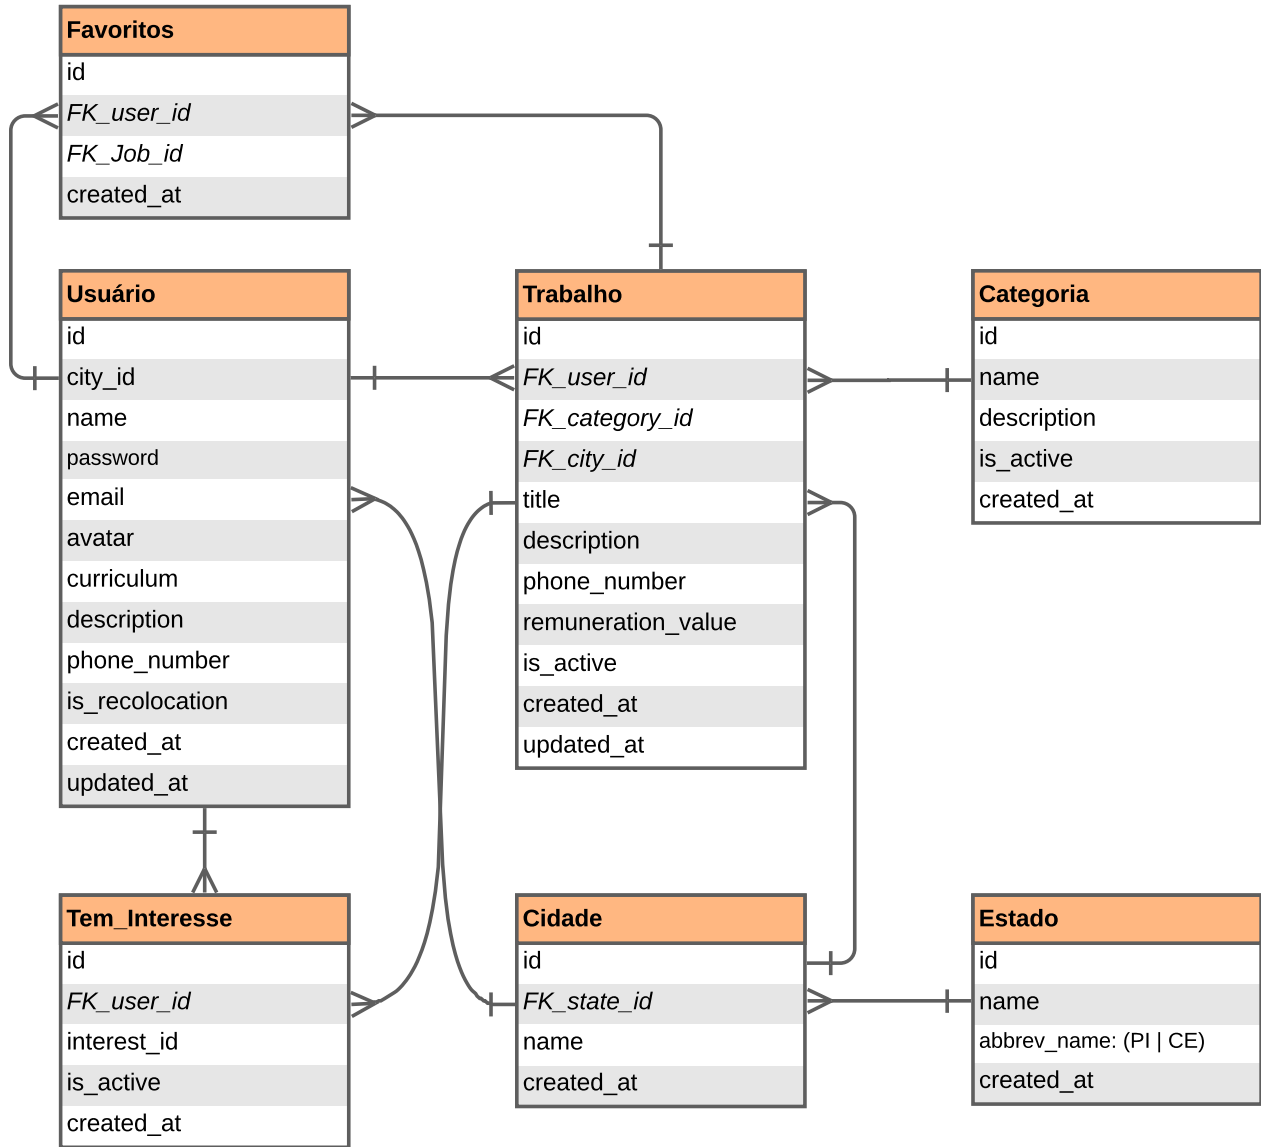 Favoritos
id
FK_user_id
FK_Job_id
created_at
Usuário
id
city_id
name
password
email
avatar
curriculum
description
phone_number
is_recolocation
created_at
updated_at
Trabalho
id
FK_user_id
FK_category_id
FK_city_id
title
description
phone_number
remuneration_value
is_active
created_at
updated_at
Categoria
id
name
description
is_active
created_at
Tem_Interesse
id
FK_user_id
interest_id
is_active
created_at
Cidade
id
FK_state_id
name
created_at
Estado
id
name
abbrev_name: (PI | CE)
created_at